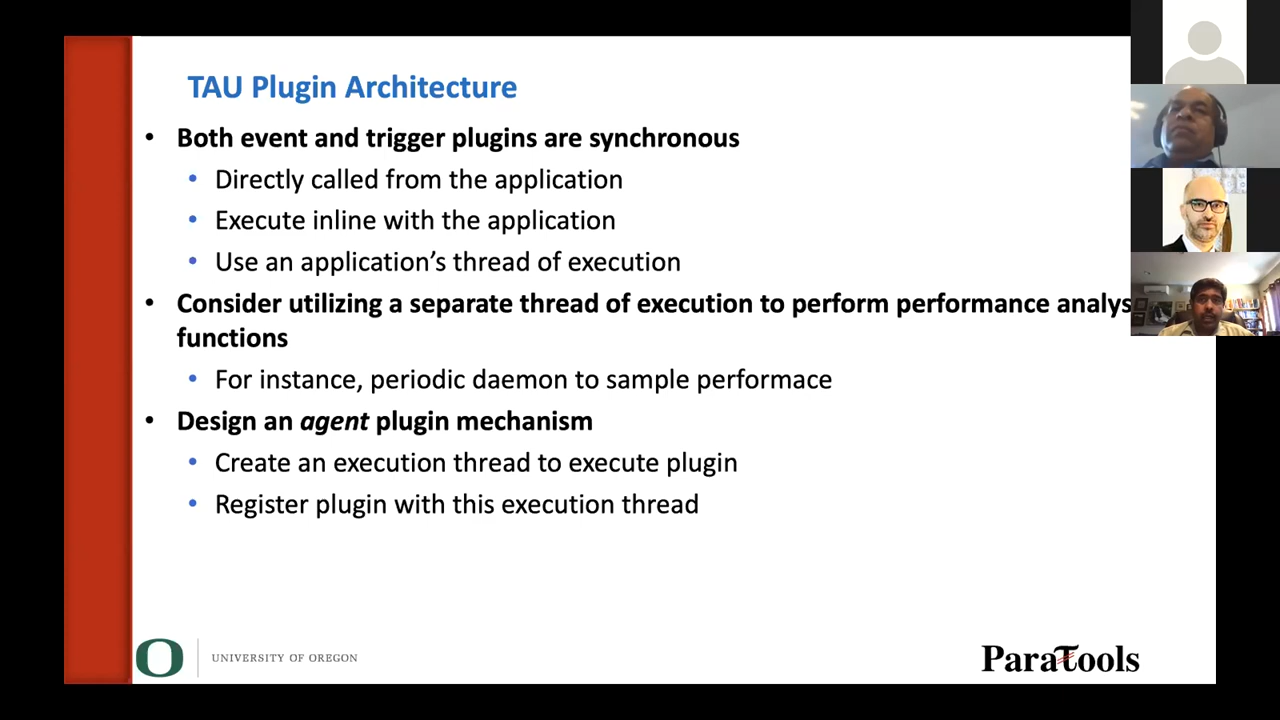 TAU Plugin Architecture
• Both event and trigger plugins are synchronous
• Directly called from the application
• Execute inline with the application
• Use an application's thread of execution
• Consider utilizing a separate thread of execution to perform performance analys
functions
• For instance, periodic daemon to sample performace
• Design an agent plugin mechanism
• Create an execution thread to execute plugin
• Register plugin with this execution thread
O UNIVERSITY OF OREGON
ParaTools